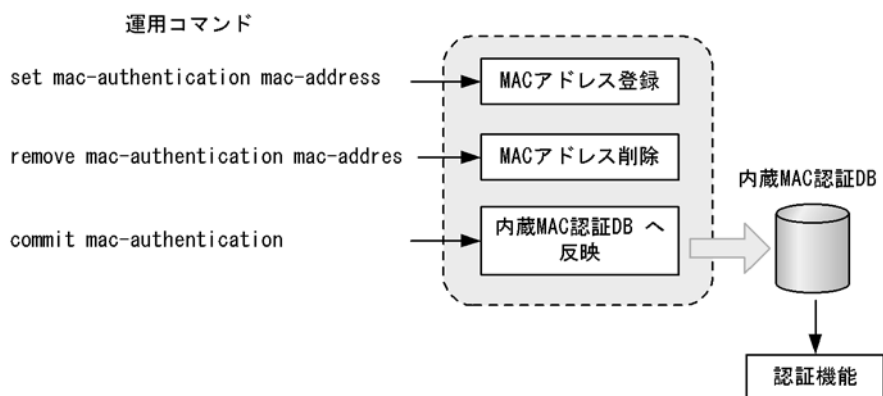 運用コマンド
set mac-authentication mac-address
MACアドレス登録
remove mac-authentication mac-addres
MACアドレス削除
commit mac-authentication
内蔵MAC認証DB へ
反映
内蔵MAC認証DB
認証機能